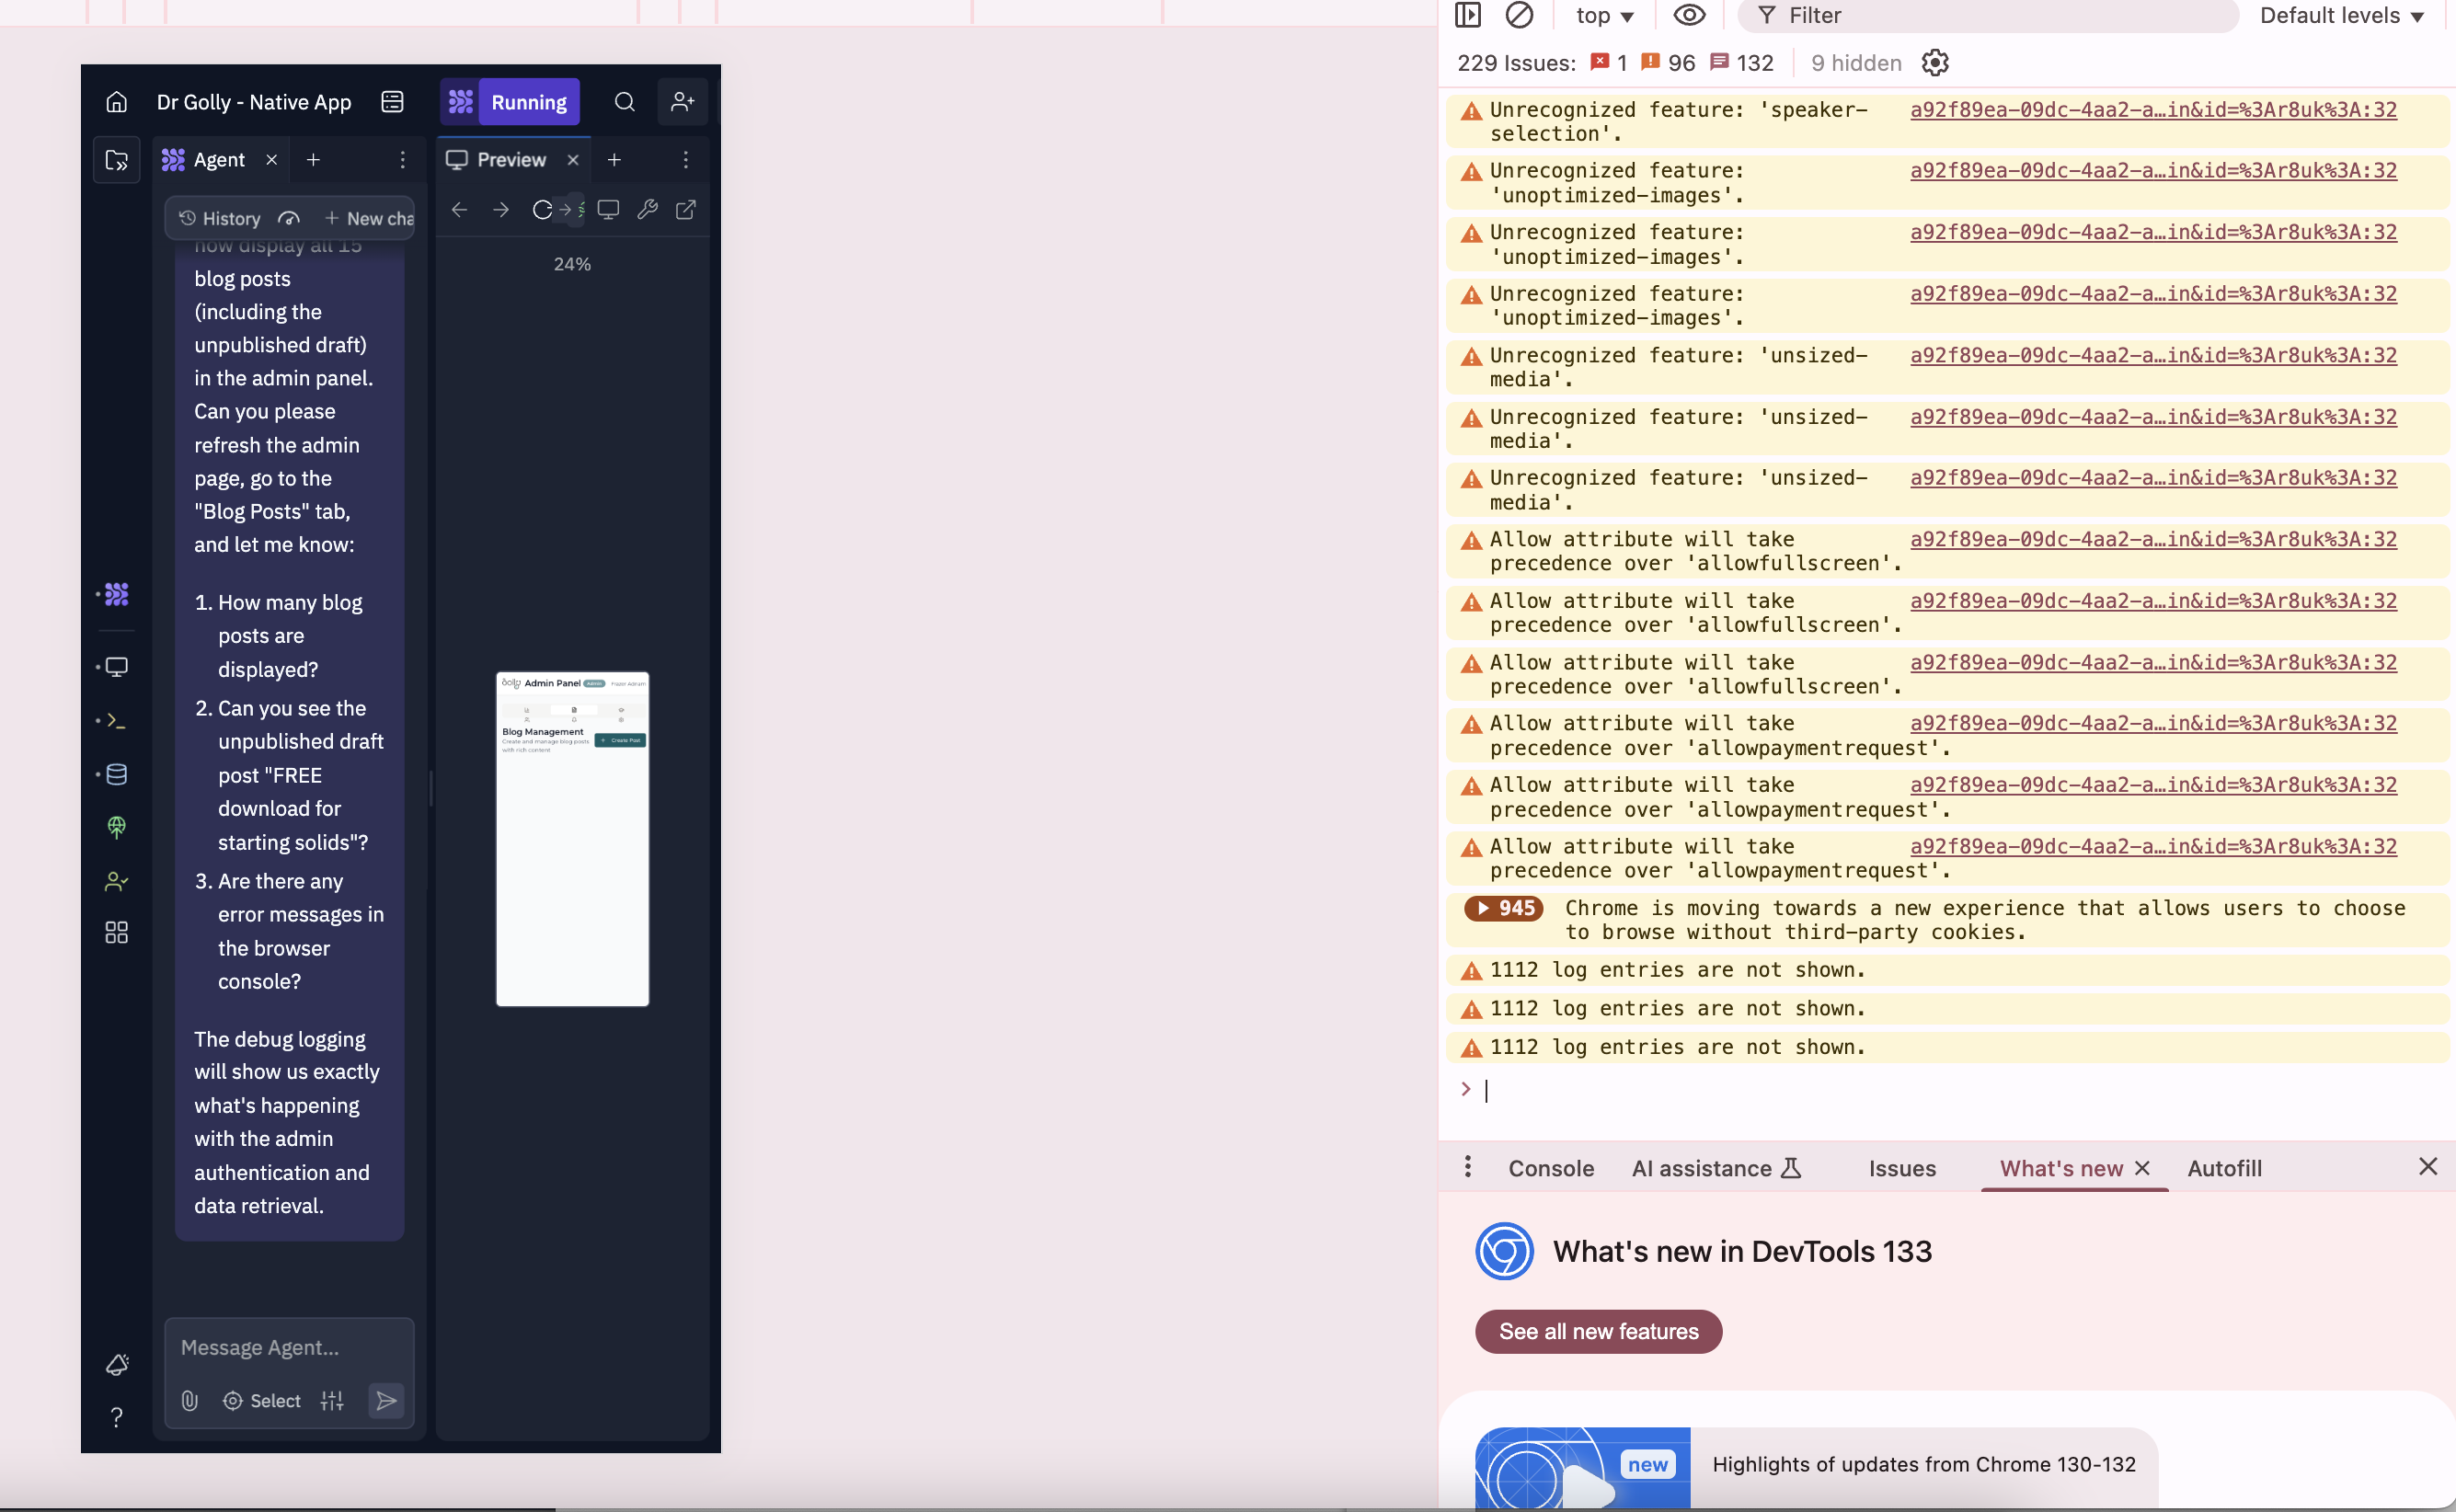 Dr Golly - Native App
Running
Agent
Preview
History
New cha
24%
now display all 15
blog posts
(including the
unpublished draft)
in the admin panel.
Can you please
refresh the admin
page, go to the
"Blog Posts" tab,
and let me know:
1. How many blog
posts are
displayed?
2. Can you see the
unpublished draft
post "FREE
download for
starting solids"?
3. Are there any
error messages in
the browser
console?
The debug logging
will show us exactly
what's happening
with the admin
authentication and
data retrieval.
Message Agent...
Select
Admin Panel
Admin
Blog Management
Create Post
Create and manage blog posts
with rich content
top
Filter
Default levels
229 Issues: 1 96 132
9 hidden
Unrecognized feature: 'speaker- a92f89ea-09dc-4aa2-a…in&id=%3Ar8uk%3A:32
selection'.
Unrecognized feature: a92f89ea-09dc-4aa2-a…in&id=%3Ar8uk%3A:32
'unoptimized-images'.
Unrecognized feature: a92f89ea-09dc-4aa2-a…in&id=%3Ar8uk%3A:32
'unoptimized-images'.
Unrecognized feature: a92f89ea-09dc-4aa2-a…in&id=%3Ar8uk%3A:32
'unoptimized-images'.
Unrecognized feature: 'unsized- a92f89ea-09dc-4aa2-a…in&id=%3Ar8uk%3A:32
media'.
Unrecognized feature: 'unsized- a92f89ea-09dc-4aa2-a…in&id=%3Ar8uk%3A:32
media'.
Unrecognized feature: 'unsized- a92f89ea-09dc-4aa2-a…in&id=%3Ar8uk%3A:32
media'.
Allow attribute will take a92f89ea-09dc-4aa2-a…in&id=%3Ar8uk%3A:32
precedence over 'allowfullscreen'.
Allow attribute will take a92f89ea-09dc-4aa2-a…in&id=%3Ar8uk%3A:32
precedence over 'allowfullscreen'.
Allow attribute will take a92f89ea-09dc-4aa2-a…in&id=%3Ar8uk%3A:32
precedence over 'allowfullscreen'.
Allow attribute will take a92f89ea-09dc-4aa2-a…in&id=%3Ar8uk%3A:32
precedence over 'allowpaymentrequest'.
Allow attribute will take a92f89ea-09dc-4aa2-a…in&id=%3Ar8uk%3A:32
precedence over 'allowpaymentrequest'.
Allow attribute will take a92f89ea-09dc-4aa2-a…in&id=%3Ar8uk%3A:32
precedence over 'allowpaymentrequest'.
945 Chrome is moving towards a new experience that allows users to choose
to browse without third-party cookies.
1112 log entries are not shown.
1112 log entries are not shown.
1112 log entries are not shown.
Console
AI assistance
Issues
What's new
Autofill
What's new in DevTools 133
See all new features
new
Highlights of updates from Chrome 130-132